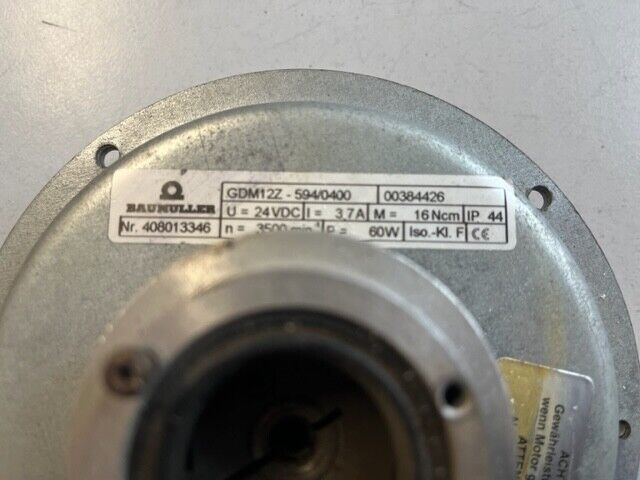 GDM12Z - 594/0400 00384426
BAUMÜLLER U = 24VDC I = 3.7A M = 16Ncm IP 44
Nr. 408013346 n = 3500 min P = 60W Iso.-Kl. F CE
Gewährleist
wenn Motor g
ACH
ATTEN